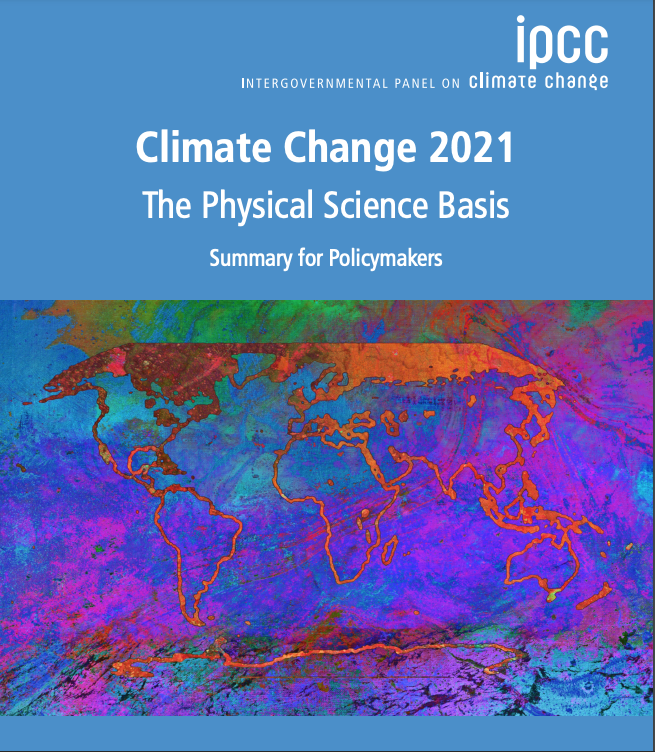 ipcc
INTERGOVERNMENTAL PANEL ON climate change
Climate Change 2021
The Physical Science Basis
Summary for Policymakers